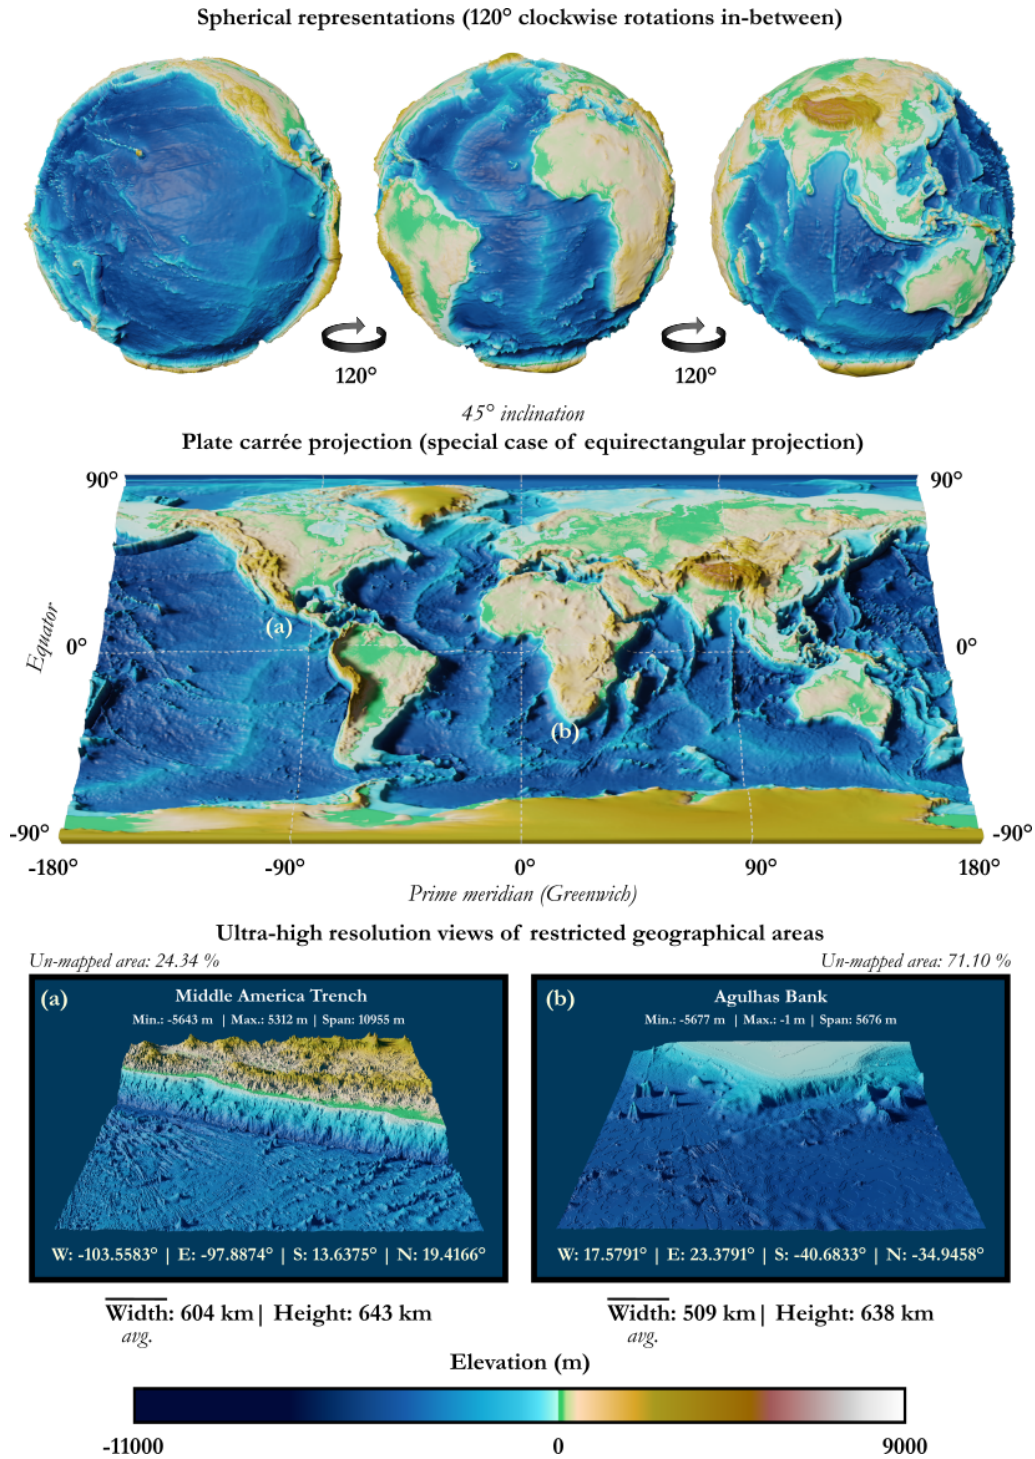 Spherical representations (120° clockwise rotations in-between)
120°
120°
45° inclination
Plate carrée projection (special case of equirectangular projection)
90°
90°
Equator
0°
0°
(a)
(b)
-90°
-90°
-180°
-90°
0°
90°
180°
Prime meridian (Greenwich)
Ultra-high resolution views of restricted geographical areas
Un-mapped area: 24.34 %
Un-mapped area: 71.10 %
(a)
Middle America Trench
Min.: -5643 m | Max.: 5312 m | Span: 10955 m
W: -103.5583° | E: -97.8874° | S: 13.6375° | N: 19.4166°
Width: 604 km| Height: 643 km
avg.
(b)
Agulhas Bank
Min.: -5677 m | Max.: -1 m | Span: 5676 m
W: 17.5791° | E: 23.3791° | S: -40.6833° | N: -34.9458°
Width: 509 km| Height: 638 km
avg.
Elevation (m)
-11000
0
9000